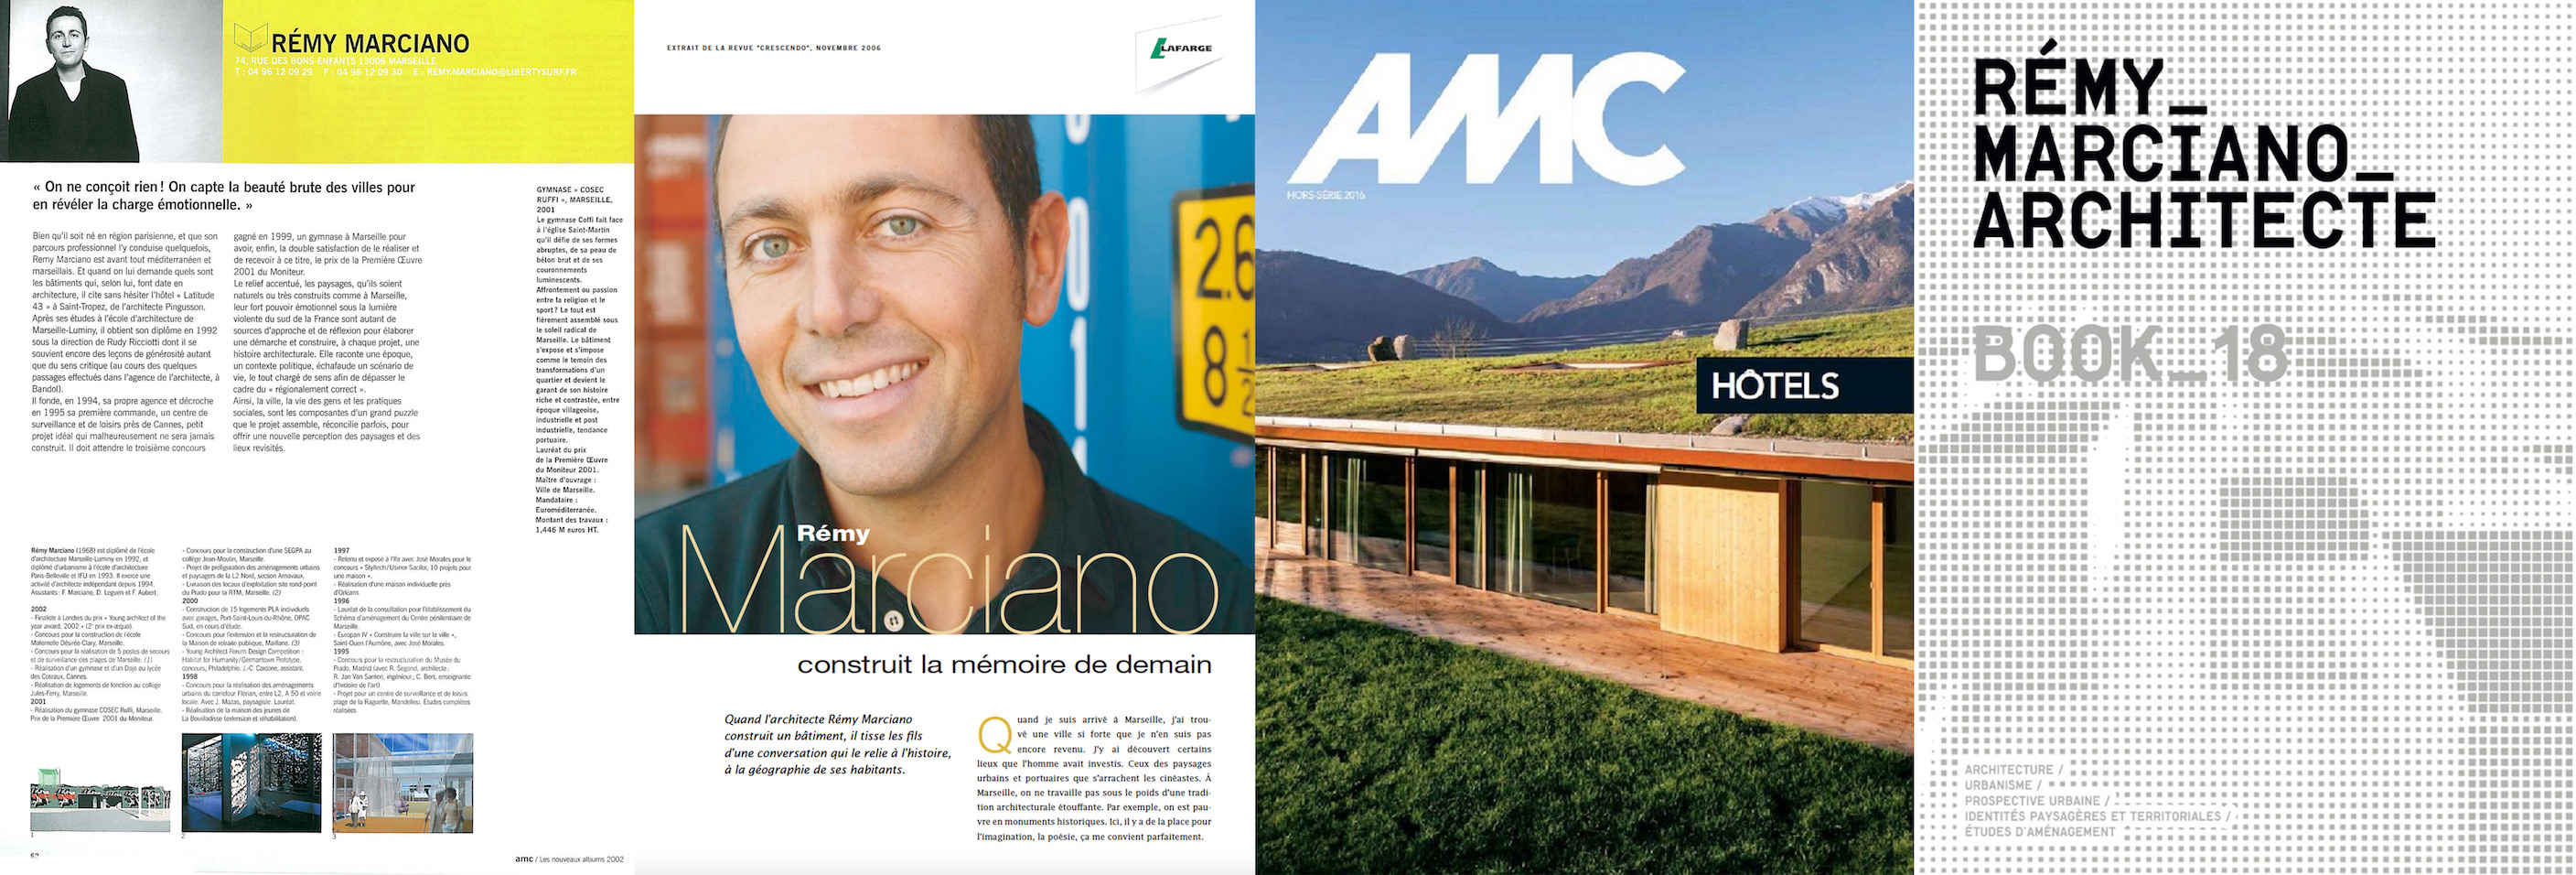 RÉMY MARCIANO
74, RUE DES BONS-ENFANTS 13006 MARSEILLE
T : 04 96 12 09 29 F : 04 96 12 09 30 E : REMY.MARCIANO@LIBERTYSURF.FR
« On ne conçoit rien ! On capte la beauté brute des villes pour
en révéler la charge émotionnelle. »
Bien qu'il soit né en région parisienne, et que son
parcours professionnel l'y conduise quelquefois,
Remy Marciano est avant tout méditerranéen et
marseillais. Et quand on lui demande quels sont
les bâtiments qui, selon lui, font date en
architecture, il cite sans hésiter l'hôtel « Latitude
43 » à Saint-Tropez, de l'architecte Pingusson.
Après ses études à l'école d'architecture de
Marseille-Luminy, il obtient son diplôme en 1992
sous la direction de Rudy Ricciotti dont il se
souvient encore des leçons de générosité autant
que du sens critique (au cours des quelques
passages effectués dans l'agence de l'architecte, à
Bandol).
Il fonde, en 1994, sa propre agence et décroche
en 1995 sa première commande, un centre de
surveillance et de loisirs près de Cannes, petit
projet idéal qui malheureusement ne sera jamais
construit. Il doit attendre le troisième concours
gagné en 1999, un gymnase à Marseille pour
avoir, enfin, la double satisfaction de le réaliser et
de recevoir à ce titre, le prix de la Première Œuvre
2001 du Moniteur.
Le relief accentué, les paysages, qu'ils soient
naturels ou très construits comme à Marseille,
leur fort pouvoir émotionnel sous la lumière
violente du sud de la France sont autant de
sources d'approche et de réflexion pour élaborer
une démarche et construire, à chaque projet, une
histoire architecturale. Elle raconte une époque,
un contexte politique, échafaude un scénario de
vie, le tout chargé de sens afin de dépasser le
cadre du « régionalement correct ».
Ainsi, la ville, la vie des gens et les pratiques
sociales, sont les composantes d'un grand puzzle
que le projet assemble, réconcilie parfois, pour
offrir une nouvelle perception des paysages et des
lieux revisités.
GYMNASE « COSEC
RUFFI », MARSEILLE,
2001
Le gymnase Coffi fait face
à l'église Saint-Martin
qu'il défie de ses formes
abruptes, de sa peau de
béton brut et de ses
couronnements
luminescents.
Affrontement ou passion
entre la religion et le
sport ? Le tout est
fièrement assemblé sous
le soleil radical de
Marseille. Le bâtiment
s'expose et s'impose
comme le temoin des
transformations d'un
quartier et devient le
garant de son histoire
riche et contrastée, entre
époque villageoise,
industrielle et post
industrielle, tendance
portuaire.
Lauréat du prix
de la Première Œuvre
du Moniteur 2001.
Maître d'ouvrage :
Ville de Marseille.
Mandataire :
Euroméditerranée.
Montant des travaux :
1,446 M euros HT.
Rémy Marciano (1968) est diplômé de l'école
d'architecture Marseille-Luminy en 1992, et
diplômé d'urbanisme à l'école d'architecture
Paris-Belleville et IFU en 1993. Il exerce une
activité d'architecte indépendant depuis 1994.
Assistants : F. Marciano, D. Loguen et F. Aubert.
2002
- Finaliste à Londres du prix « Young architect of the
year award, 2002 » (2e prix ex-æquo).
- Concours pour la construction de l'école
Maternelle Désirée-Clary, Marseille.
- Concours pour la réalisation de 5 postes de secours
et de surveillance des plages de Marseille. (1)
- Réalisation d'un gymnase et d'un Dojo au lycée
des Coteaux, Cannes.
- Réalisation de logements de fonction au collège
Jules-Ferry, Marseille.
2001
- Réalisation du gymnase COSEC Ruffi, Marseille.
Prix de la Première Œuvre 2001 du Moniteur.
- Concours pour la construction d'une SEGPA au
collège Jean-Moulin, Marseille.
- Projet de préfiguration des aménagements urbains
et paysagers de la L2 Nord, section Arnavaux.
- Livraison des locaux d'exploitation site rond-point
du Prado pour la RTM, Marseille. (2)
2000
- Construction de 15 logements PLA individuels
avec garages, Port-Saint-Louis-du-Rhône, OPAC
Sud, en cours d'étude.
- Concours pour l'extension et la restructuration de
la Maison de retraite publique, Maillane. (3)
- Young Architect Forum Design Competition :
Habitat for Humanity/Germantown Prototype,
concours, Philadelphie. J.-C. Cardone, assistant.
1998
- Concours pour la réalisation des aménagements
urbains du carrefour Florian, entre L2, A 50 et voirie
locale. Avec J. Mazas, paysagiste. Lauréat.
- Réalisation de la maison des jeunes de
La Bouilladisse (extension et réhabilitation).
1997
- Retenu et exposé à l'Ifa avec José Morales pour le
concours « Styltech/Usinor-Sacilor, 10 projets pour
une maison ».
- Réalisation d'une maison individuelle près
d'Orléans.
1996
- Lauréat de la consultation pour l'établissement du
Schéma d'aménagement du Centre pénitentiaire de
Marseille.
- Europan IV « Construire la ville sur la ville »,
Saint-Ouen l'Aumône, avec José Morales.
1995
- Concours pour la restructuration du Musée du
Prado, Madrid (avec R. Segond, architecte ;
R. Jan Van Santen, ingénieur ; C. Bert, enseignante
d'histoire de l'art).
- Projet pour un centre de surveillance et de loisirs
plage de la Raguette, Mandelieu. Etudes complètes
réalisées.
1
2
3
62
amc / Les nouveaux albums 2002
EXTRAIT DE LA REVUE "CRESCENDO", NOVEMBRE 2006
LAFARGE
2.6
8 1/2
Rémy
Marciano
construit la mémoire de demain
Quand l'architecte Rémy Marciano
construit un bâtiment, il tisse les fils
d'une conversation qui le relie à l'histoire,
à la géographie de ses habitants.
Quand je suis arrivé à Marseille, j'ai trou-
vé une ville si forte que je n'en suis pas
encore revenu. J'y ai découvert certains
lieux que l'homme avait investis. Ceux des paysages
urbains et portuaires que s'arrachent les cinéastes. À
Marseille, on ne travaille pas sous le poids d'une tradi-
tion architecturale étouffante. Par exemple, on est pau-
vre en monuments historiques. Ici, il y a de la place pour
l'imagination, la poésie, ça me convient parfaitement.
AMC
HORS-SÉRIE 2016
HÔTELS
RÉMY_
MARCIANO_
ARCHITECTE
BOOK_18
ARCHITECTURE /
URBANISME /
PROSPECTIVE URBAINE /
IDENTITÉS PAYSAGÈRES ET TERRITORIALES /
ÉTUDES D'AMÉNAGEMENT